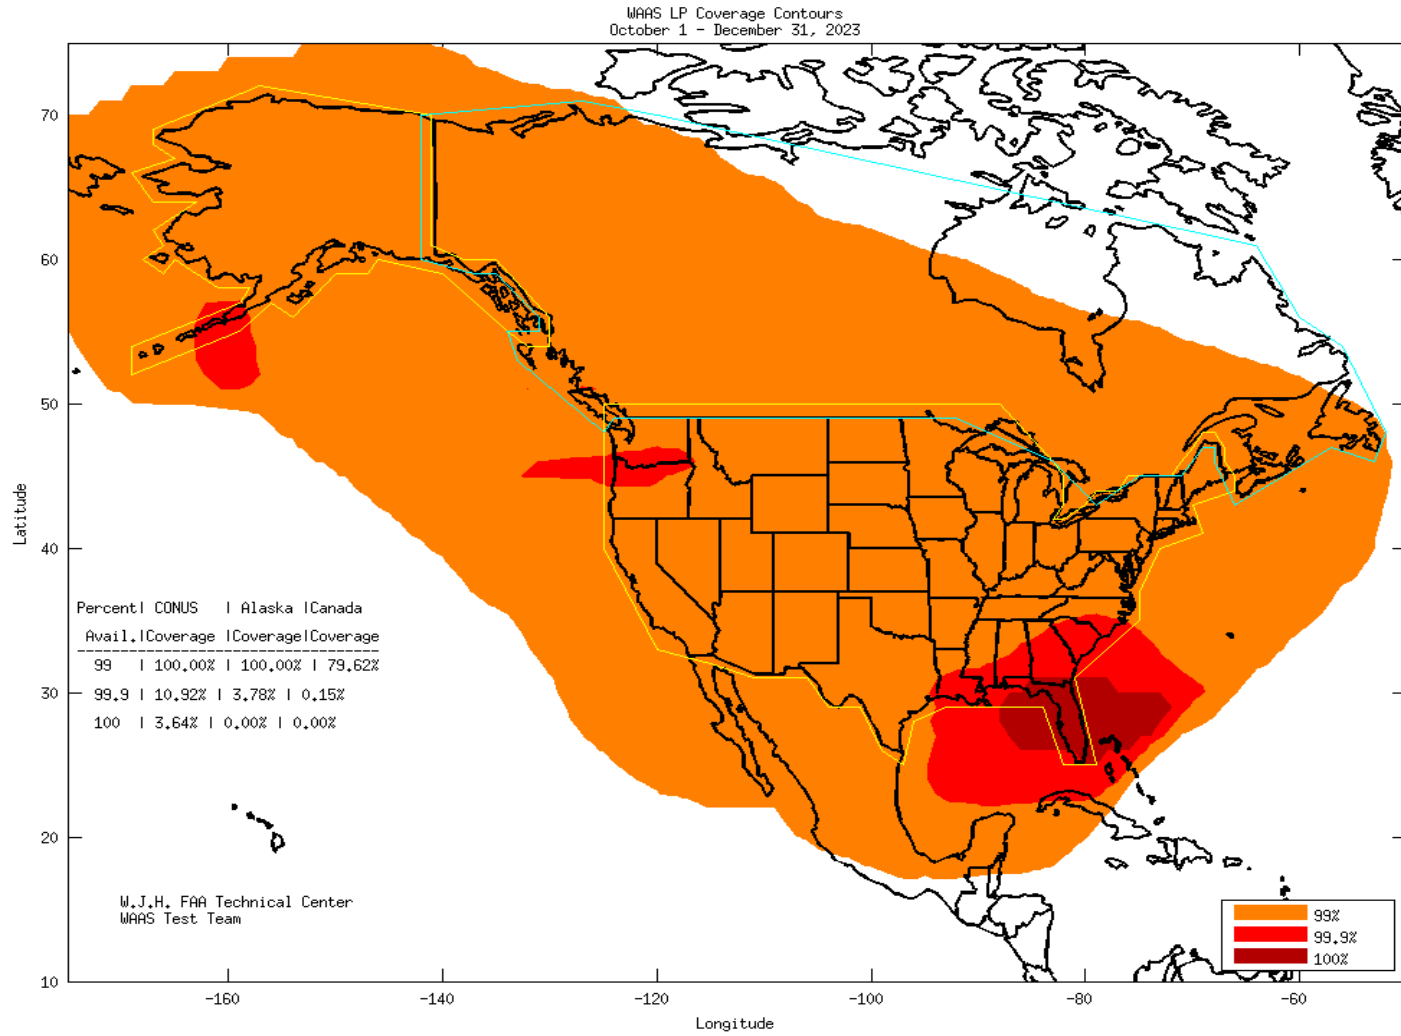 WAAS LP Coverage Contours
October 1 - December 31, 2023
70
60
50
40
30
20
10
Latitude
Percent| CONUS | Alaska |Canada
Avail.|Coverage |Coverage|Coverage
-----------------------------------
99 | 100.00% | 100.00% | 79.62%
99.9 | 10.92% | 3.78% | 0.15%
100 | 3.64% | 0.00% | 0.00%
W.J.H. FAA Technical Center
WAAS Test Team
99%
99.9%
100%
-160 -140 -120 -100 -80 -60
Longitude